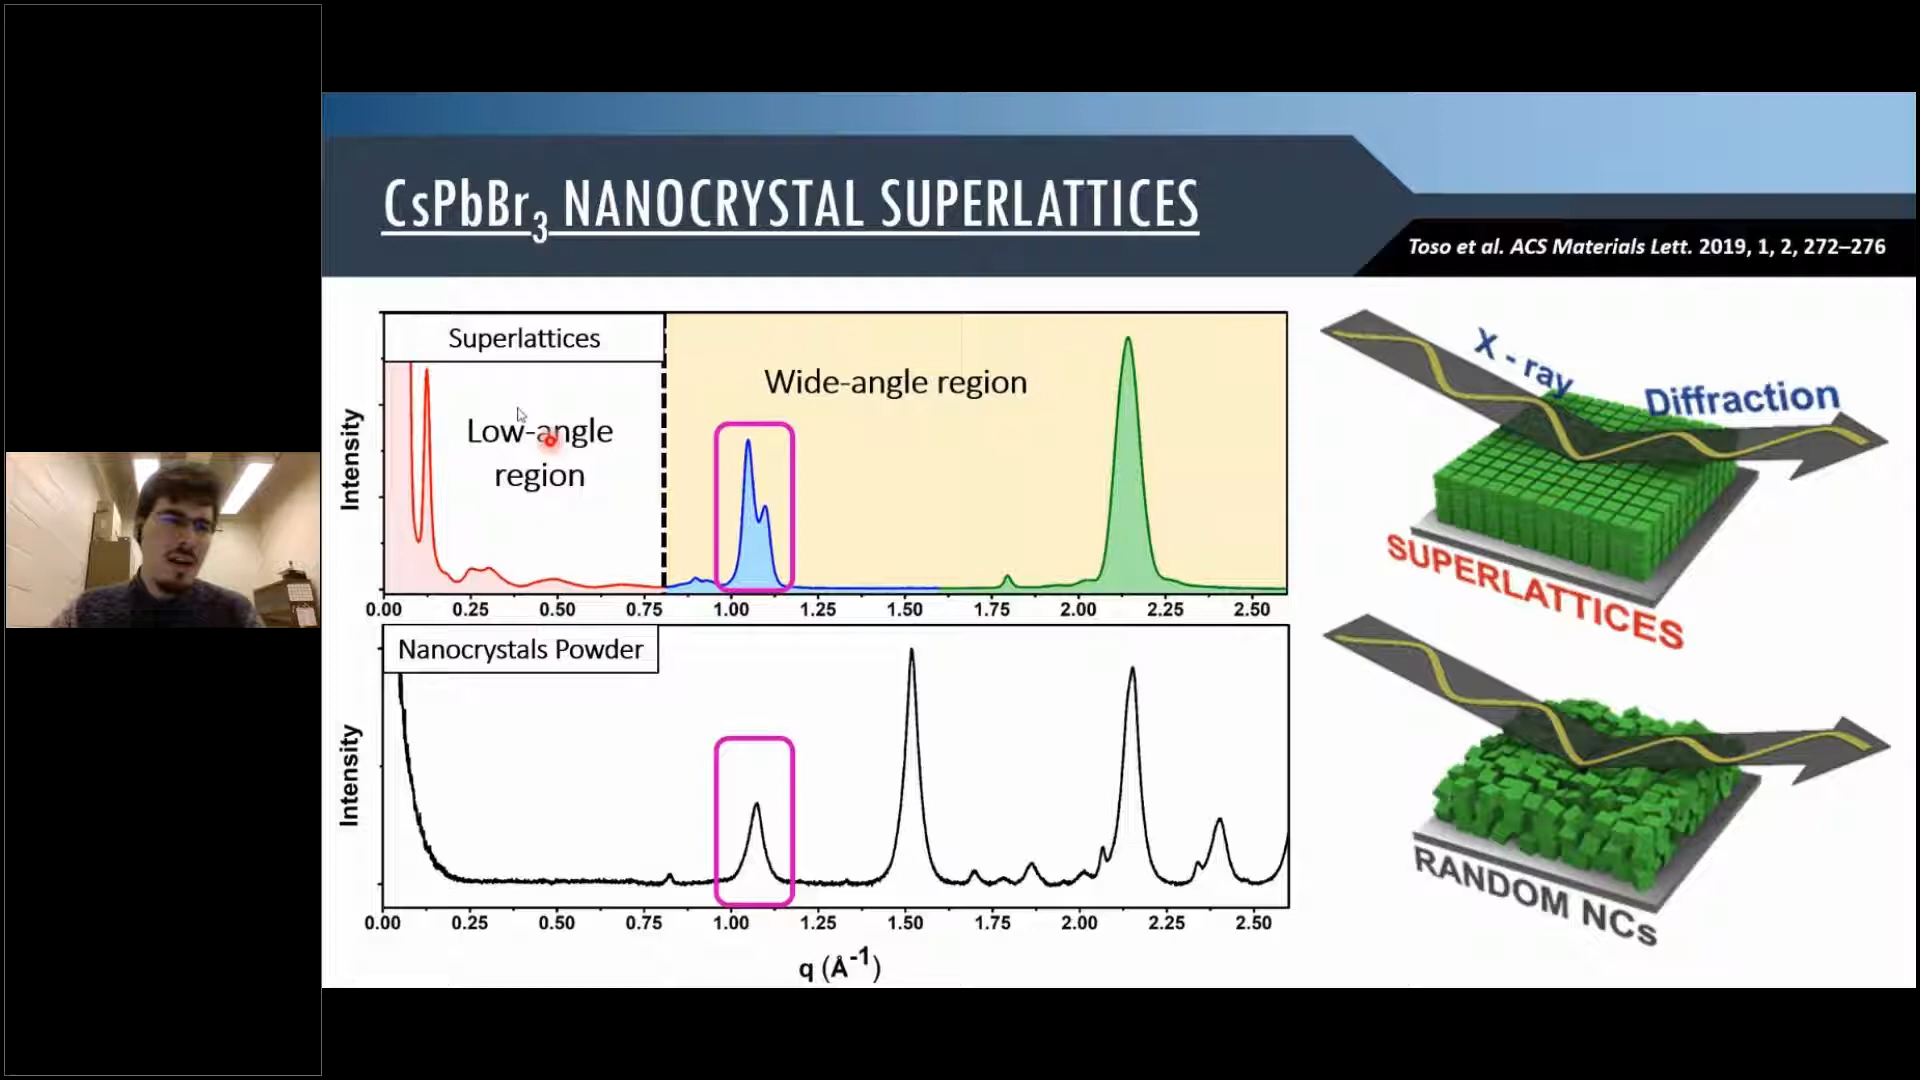 CsPbBr3 NANOCRYSTAL SUPERLATTICES
Toso et al. ACS Materials Lett. 2019, 1, 2, 272–276
Superlattices
Low-angle
region
Wide-angle region
Intensity
0.00 0.25 0.50 0.75 1.00 1.25 1.50 1.75 2.00 2.25 2.50
Nanocrystals Powder
Intensity
0.00 0.25 0.50 0.75 1.00 1.25 1.50 1.75 2.00 2.25 2.50
q (Å-1)
X - ray
Diffraction
SUPERLATTICES
RANDOM NCs